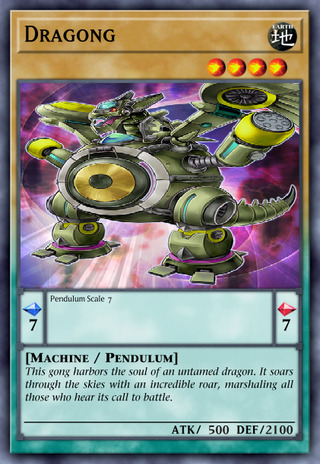 DRAGONG
EARTH
地
Pendulum Scale 7
7 7
[MACHINE / PENDULUM]
This gong harbors the soul of an untamed dragon. It soars
through the skies with an incredible roar, marshaling all
those who hear its call to battle.
ATK/ 500 DEF/2100